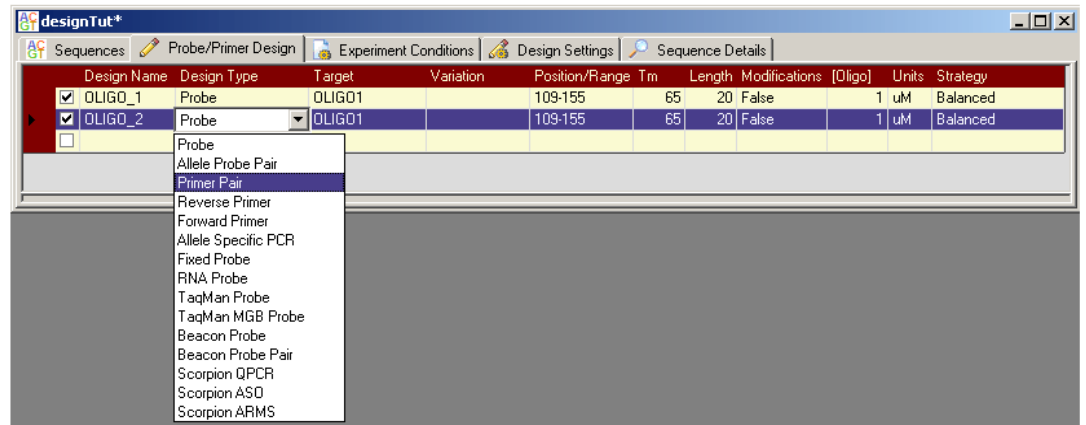 designTut*
Sequences Probe/Primer Design Experiment Conditions Design Settings Sequence Details
Design Name Design Type Target Variation Position/Range Tm Length Modifications [Oligo] Units Strategy
OLIGO_1 Probe OLIGO1 109-155 65 20 False 1 uM Balanced
OLIGO_2 Probe OLIGO1 109-155 65 20 False 1 uM Balanced
Probe
Allele Probe Pair
Primer Pair
Reverse Primer
Forward Primer
Allele Specific PCR
Fixed Probe
RNA Probe
TaqMan Probe
TaqMan MGB Probe
Beacon Probe
Beacon Probe Pair
Scorpion QPCR
Scorpion ASO
Scorpion ARMS